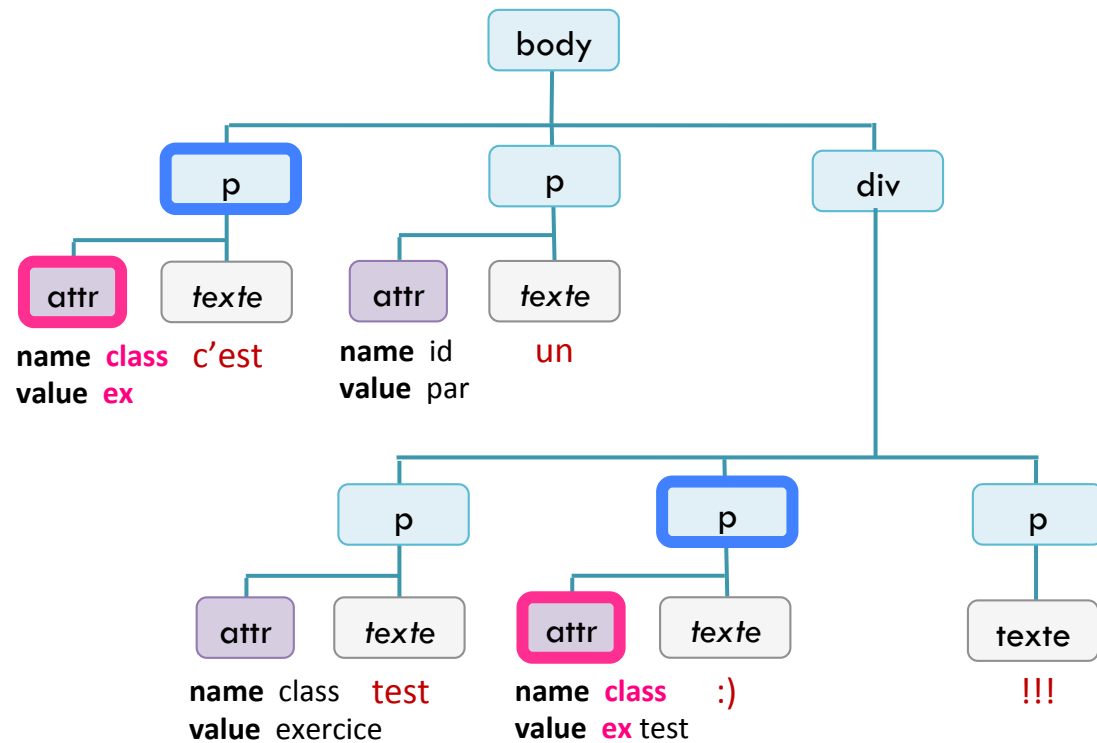 body
p p div
attr texte attr texte
name class c’est name id un
value ex value par
p p p
attr texte attr texte texte
name class test name class :) !!!
value exercice value ex test